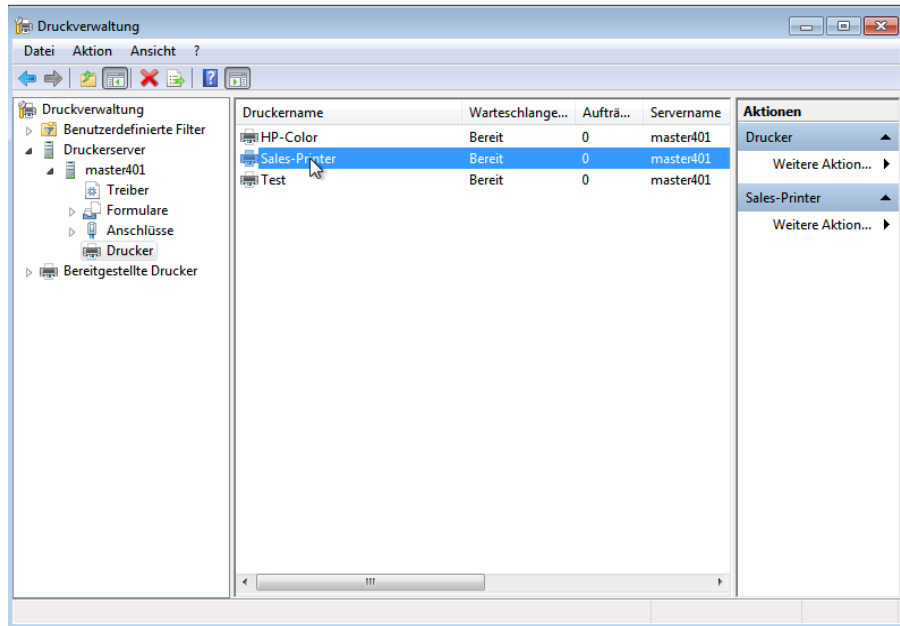 Druckverwaltung
Datei Aktion Ansicht ?
Druckverwaltung
Benutzerdefinierte Filter
Druckerserver
master401
Treiber
Formulare
Anschlüsse
Drucker
Bereitgestellte Drucker
Druckername Warteschlange... Aufträ... Servername
HP-Color Bereit 0 master401
Sales-Printer Bereit 0 master401
Test Bereit 0 master401
Aktionen
Drucker
Weitere Aktion...
Sales-Printer
Weitere Aktion...